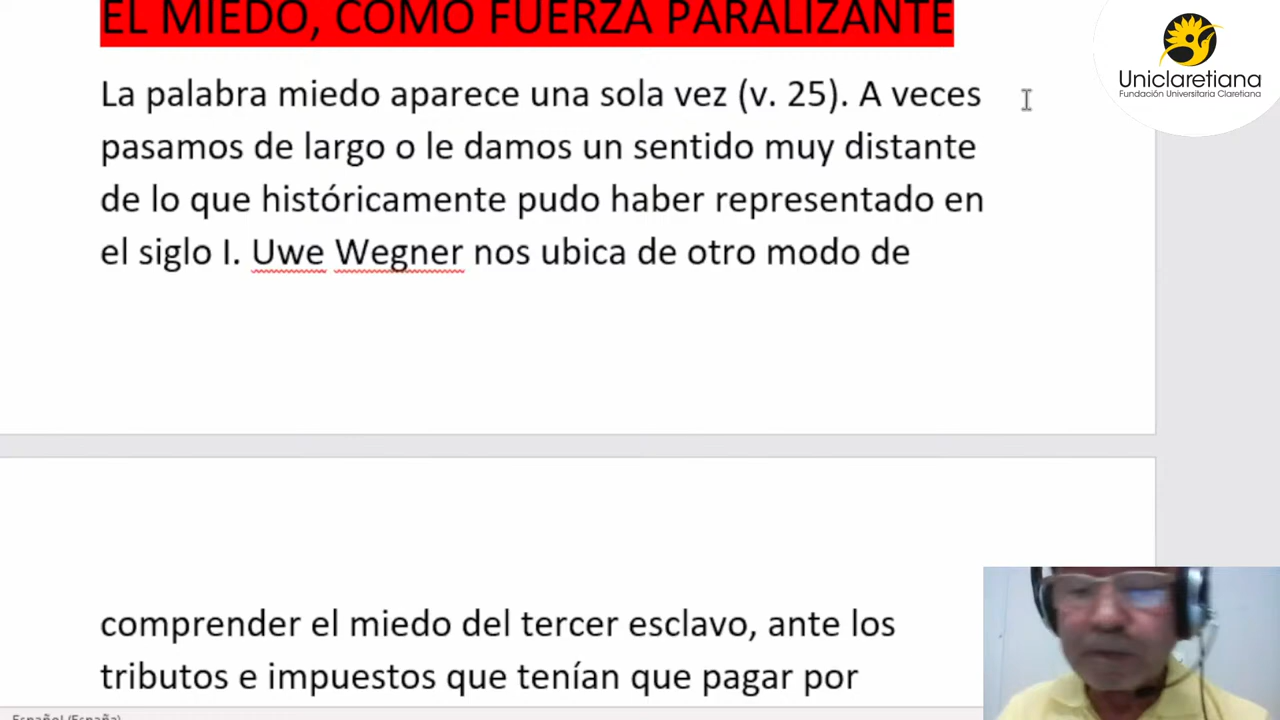 EL MIEDO, COMO FUERZA PARALIZANTE
Uniclaretiana
Fundación Universitaria Claretiana
La palabra miedo aparece una sola vez (v. 25). A veces
pasamos de largo o le damos un sentido muy distante
de lo que históricamente pudo haber representado en
el siglo I. Uwe Wegner nos ubica de otro modo de
comprender el miedo del tercer esclavo, ante los
tributos e impuestos que tenían que pagar por
Español (España)